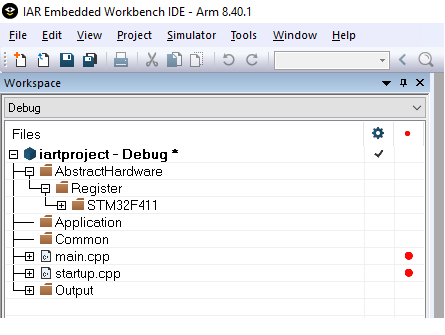 IAR Embedded Workbench IDE - Arm 8.40.1
File Edit View Project Simulator Tools Window Help
Workspace
Debug
Files
iartproject - Debug *
AbstractHardware
Register
STM32F411
Application
Common
main.cpp
startup.cpp
Output